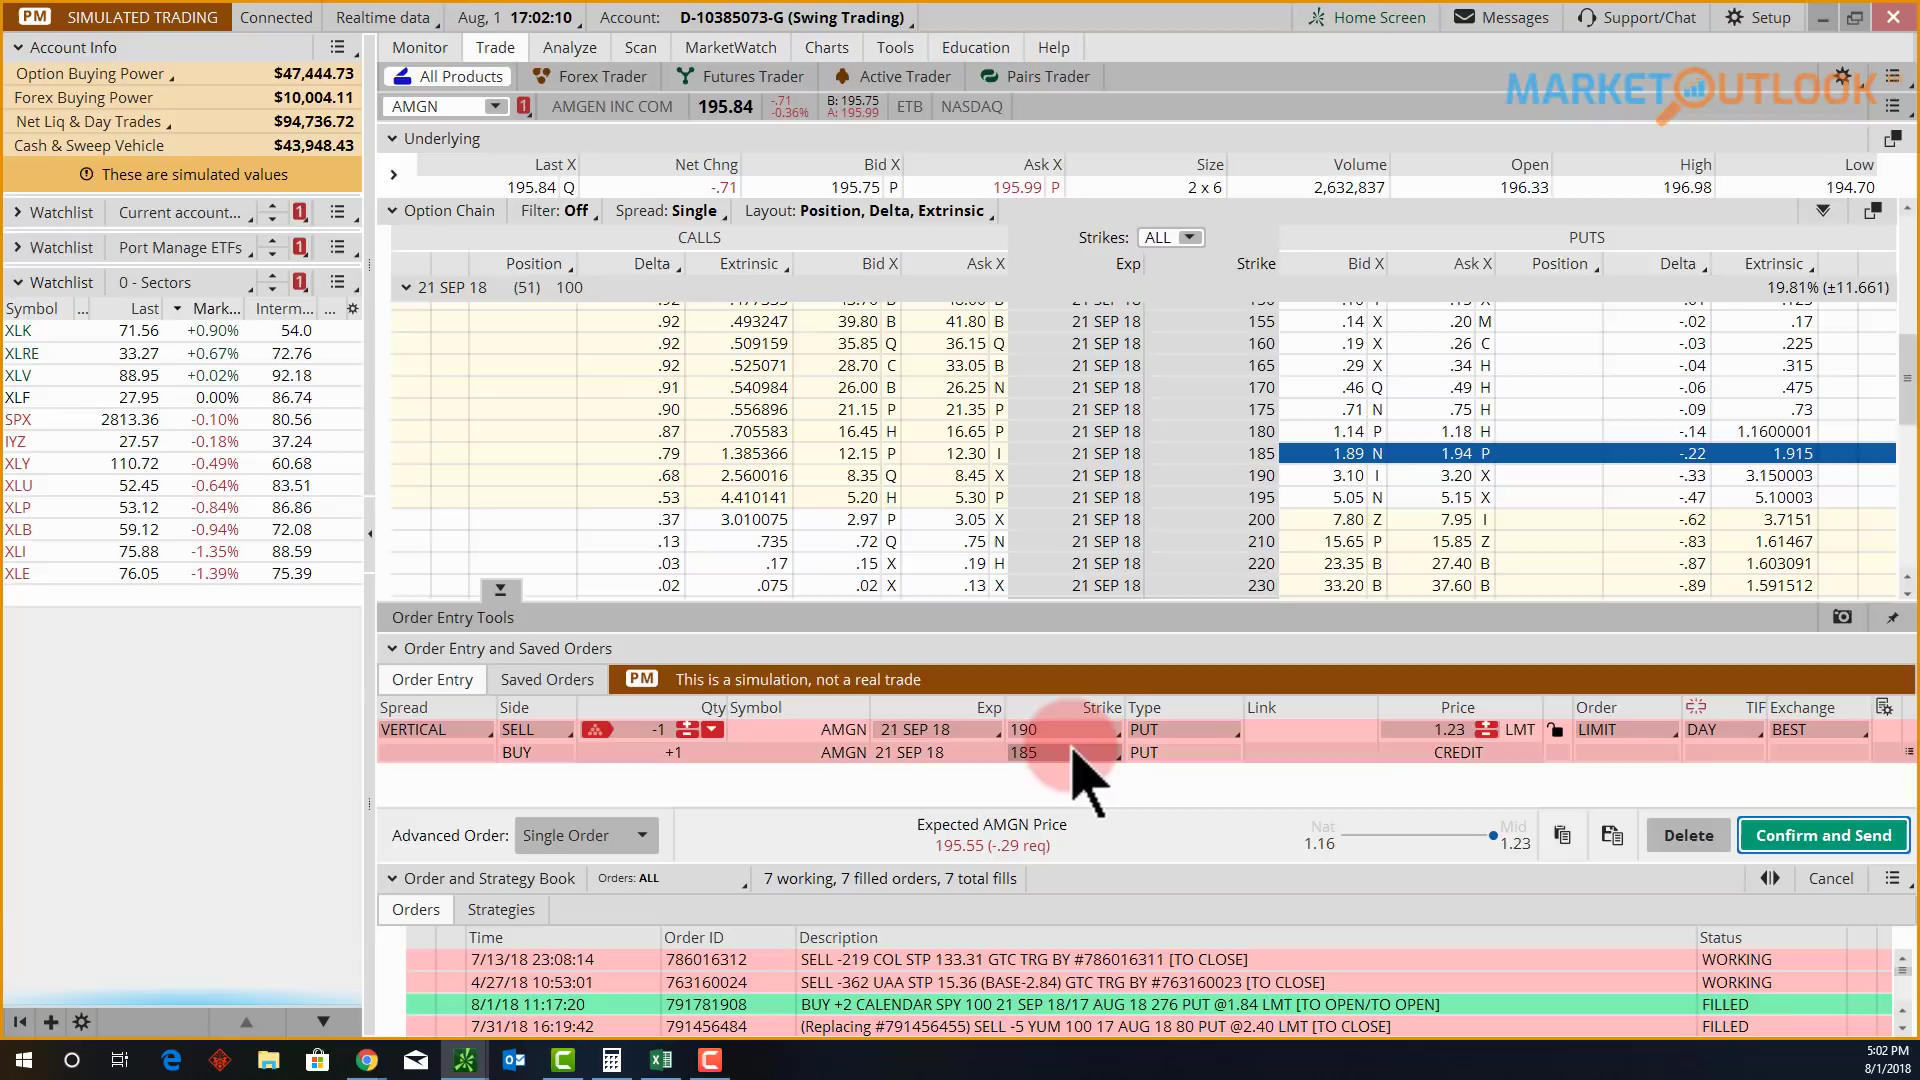 PM SIMULATED TRADING Connected Realtime data Aug, 1 17:02:10 Account: D-10385073-G (Swing Trading) Home Screen Messages Support/Chat Setup
Account Info
Option Buying Power $47,444.73
Forex Buying Power $10,004.11
Net Liq & Day Trades $94,736.72
Cash & Sweep Vehicle $43,948.43
These are simulated values
Watchlist Current account... 1
Watchlist Port Manage ETFs 1
Watchlist 0 - Sectors 1
Symbol ... Last Mark... Interm... ...
XLK 71.56 +0.90% 54.0
XLRE 33.27 +0.67% 72.76
XLV 88.95 +0.02% 92.18
XLF 27.95 0.00% 86.74
SPX 2813.36 -0.10% 80.56
IYZ 27.57 -0.18% 37.24
XLY 110.72 -0.49% 60.68
XLU 52.45 -0.64% 83.51
XLP 53.12 -0.84% 86.86
XLB 59.12 -0.94% 72.08
XLI 75.88 -1.35% 88.59
XLE 76.05 -1.39% 75.39
Monitor Trade Analyze Scan MarketWatch Charts Tools Education Help
All Products Forex Trader Futures Trader Active Trader Pairs Trader
MARKETOUTLOOK
AMGN 1 AMGEN INC COM 195.84 -.71 -0.36% B: 195.75 A: 195.99 ETB NASDAQ
Underlying
Last X Net Chng Bid X Ask X Size Volume Open High Low
195.84 Q -.71 195.75 P 195.99 P 2 x 6 2,632,837 196.33 196.98 194.70
Option Chain Filter: Off Spread: Single Layout: Position, Delta, Extrinsic
CALLS Strikes: ALL PUTS
Position Delta Extrinsic Bid X Ask X Exp Strike Bid X Ask X Position Delta Extrinsic
21 SEP 18 (51) 100 19.81% (±11.661)
.92 .493247 39.80 B 41.80 B 21 SEP 18 155 .14 X .20 M -.02 .17
.92 .509159 35.85 Q 36.15 Q 21 SEP 18 160 .19 X .26 C -.03 .225
.92 .525071 28.70 C 33.05 B 21 SEP 18 165 .29 X .34 H -.04 .315
.91 .540984 26.00 B 26.25 N 21 SEP 18 170 .46 Q .49 H -.06 .475
.90 .556896 21.15 P 21.35 P 21 SEP 18 175 .71 N .75 H -.09 .73
.87 .705583 16.45 H 16.65 P 21 SEP 18 180 1.14 P 1.18 H -.14 1.1600001
.79 1.385366 12.15 P 12.30 I 21 SEP 18 185 1.89 N 1.94 P -.22 1.915
.68 2.560016 8.35 Q 8.45 X 21 SEP 18 190 3.10 I 3.20 X -.33 3.150003
.53 4.410141 5.20 H 5.30 P 21 SEP 18 195 5.05 N 5.15 X -.47 5.10003
.37 3.010075 2.97 P 3.05 X 21 SEP 18 200 7.80 Z 7.95 I -.62 3.7151
.13 .735 .72 Q .75 N 21 SEP 18 210 15.65 P 15.85 Z -.83 1.61467
.03 .17 .15 X .19 H 21 SEP 18 220 23.35 B 27.40 B -.87 1.603091
.02 .075 .02 X .13 X 21 SEP 18 230 33.20 B 37.60 B -.89 1.591512
Order Entry Tools
Order Entry and Saved Orders
Order Entry Saved Orders PM This is a simulation, not a real trade
Spread Side Qty Symbol Exp Strike Type Link Price Order TIF Exchange
VERTICAL SELL -1 AMGN 21 SEP 18 190 PUT 1.23 LMT LIMIT DAY BEST
BUY +1 AMGN 21 SEP 18 185 PUT CREDIT
Advanced Order: Single Order Expected AMGN Price 195.55 (-.29 req) Nat 1.16 Mid 1.23 Delete Confirm and Send
Order and Strategy Book Orders: ALL 7 working, 7 filled orders, 7 total fills Cancel
Orders Strategies
Time Order ID Description Status
7/13/18 23:08:14 786016312 SELL -219 COL STP 133.31 GTC TRG BY #786016311 [TO CLOSE] WORKING
4/27/18 10:53:01 763160024 SELL -362 UAA STP 15.36 (BASE-2.84) GTC TRG BY #763160023 [TO CLOSE] WORKING
8/1/18 11:17:20 791781908 BUY +2 CALENDAR SPY 100 21 SEP 18/17 AUG 18 276 PUT @1.84 LMT [TO OPEN/TO OPEN] FILLED
7/31/18 16:19:42 791456484 (Replacing #791456455) SELL -5 YUM 100 17 AUG 18 80 PUT @2.40 LMT [TO CLOSE] FILLED
5:02 PM
8/1/2018